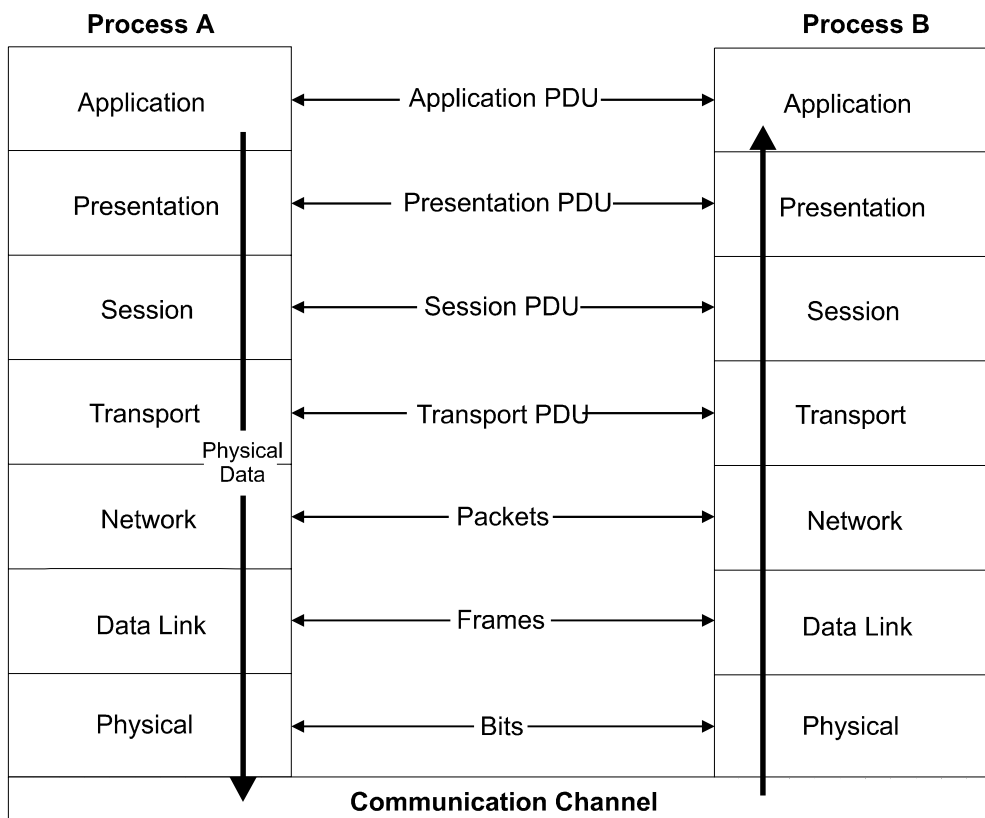 Process A
Process B
Application
Application PDU
Application
Presentation
Presentation PDU
Presentation
Session
Session PDU
Session
Transport
Transport PDU
Transport
Physical
Data
Network
Packets
Network
Data Link
Frames
Data Link
Physical
Bits
Physical
Communication Channel